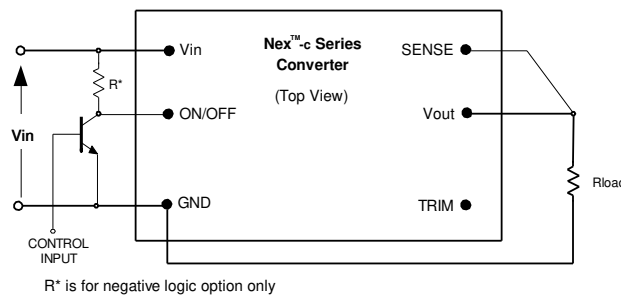 Nex™-c Series
Converter
(Top View)
Vin
SENSE
R*
ON/OFF
Vout
Vin
Rload
GND
TRIM
CONTROL
INPUT
R* is for negative logic option only